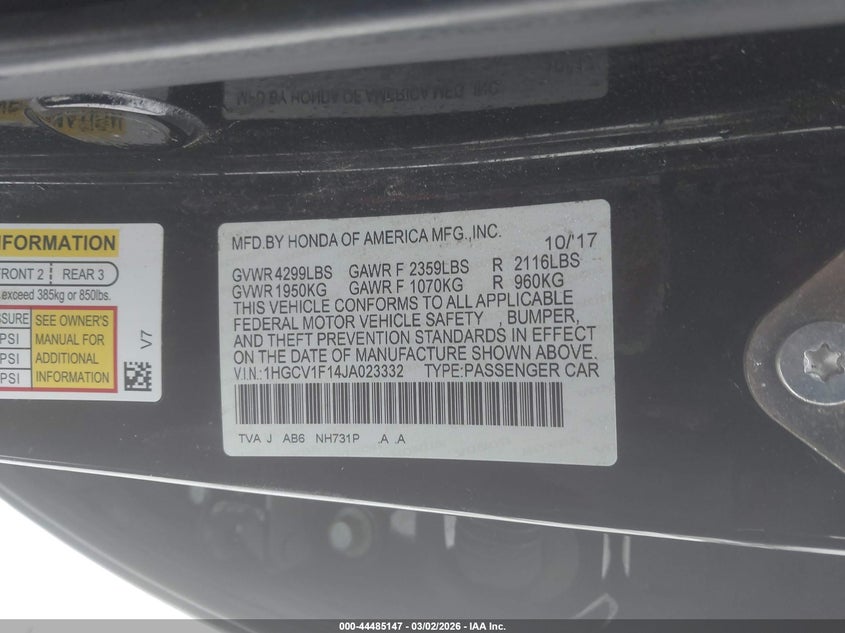 NFORMATION
FRONT 2 REAR 3
exceed 385kg or 850lbs.
SSURE SEE OWNER'S
PSI MANUAL FOR
PSI ADDITIONAL
PSI INFORMATION
V7
MFD.BY HONDA OF AMERICA MFG.,INC. 10/'17
GVWR 4299LBS GAWR F 2359LBS R 2116LBS
GVWR 1950KG GAWR F 1070KG R 960KG
THIS VEHICLE CONFORMS TO ALL APPLICABLE
FEDERAL MOTOR VEHICLE SAFETY , BUMPER,
AND THEFT PREVENTION STANDARDS IN EFFECT
ON THE DATE OF MANUFACTURE SHOWN ABOVE.
V.I.N.:1HGCV1F14JA023332 TYPE:PASSENGER CAR
TVA J AB6 NH731P .A .A
000-44485147 - 03/02/2026 - IAA Inc.